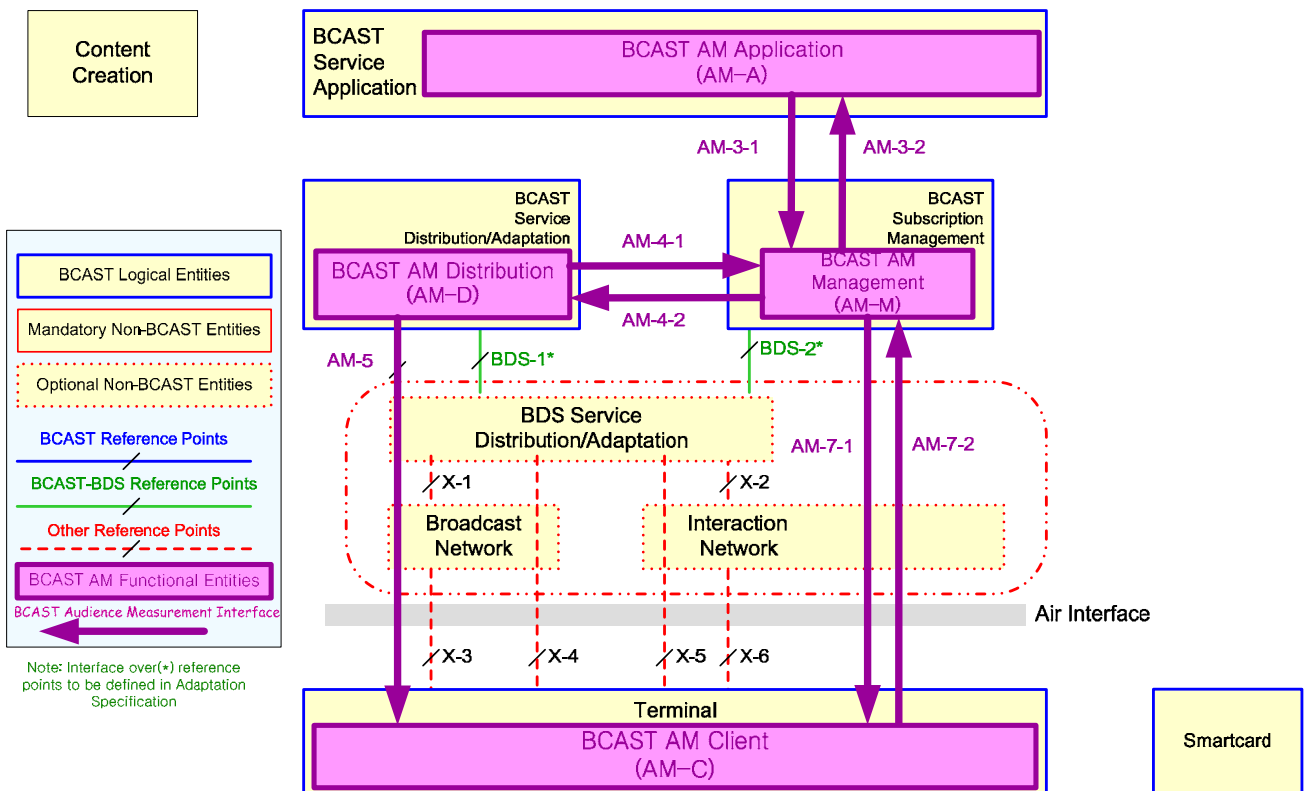 Content
Creation
BCAST
Service
Application
BCAST AM Application
(AM-A)
AM-3-1
AM-3-2
BCAST
Service
Distribution/Adaptation
BCAST AM Distribution
(AM-D)
AM-4-1
AM-4-2
BCAST
Subscription
Management
BCAST AM
Management
(AM-M)
BCAST Logical Entities
Mandatory Non-BCAST Entities
Optional Non-BCAST Entities
BCAST Reference Points
BCAST-BDS Reference Points
Other Reference Points
BCAST AM Functional Entities
BCAST Audience Measurement Interface
Note: Interface over(*) reference
points to be defined in Adaptation
Specification
AM-5
BDS-1*
BDS-2*
BDS Service
Distribution/Adaptation
AM-7-1
AM-7-2
X-1
X-2
Broadcast
Network
Interaction
Network
Air Interface
X-3
X-4
X-5
X-6
Terminal
BCAST AM Client
(AM-C)
Smartcard